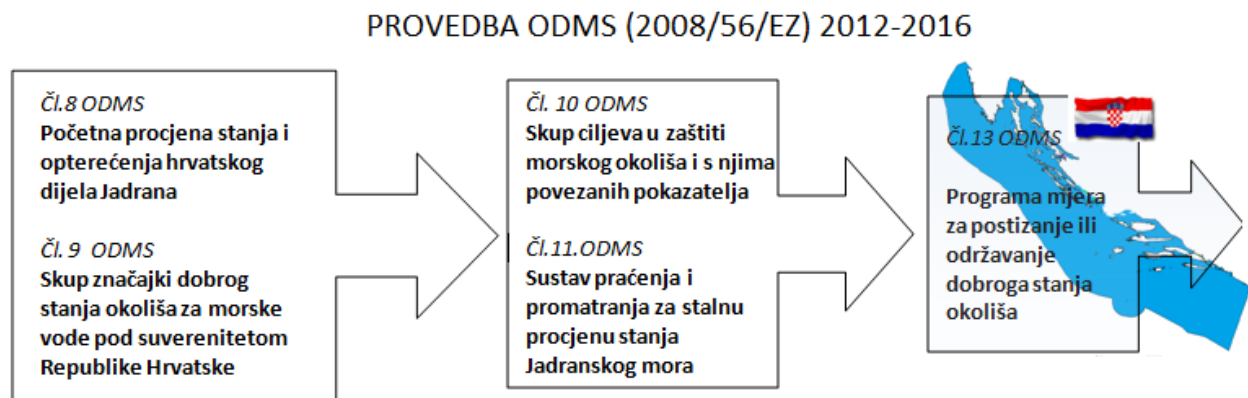 PROVEDBA ODMS (2008/56/EZ) 2012-2016
Čl.8 ODMS
Početna procjena stanja i
opterećenja hrvatskog
dijela Jadrana
Čl. 9 ODMS
Skup značajki dobrog
stanja okoliša za morske
vode pod suverenitetom
Republike Hrvatske
Čl. 10 ODMS
Skup ciljeva u zaštiti
morskog okoliša i s njima
povezanih pokazatelja
Čl.11.ODMS
Sustav praćenja i
promatranja za stalnu
procjenu stanja
Jadranskog mora
Čl.13 ODMS
Programa mjera
za postizanje ili
održavanje
dobroga stanja
okoliša